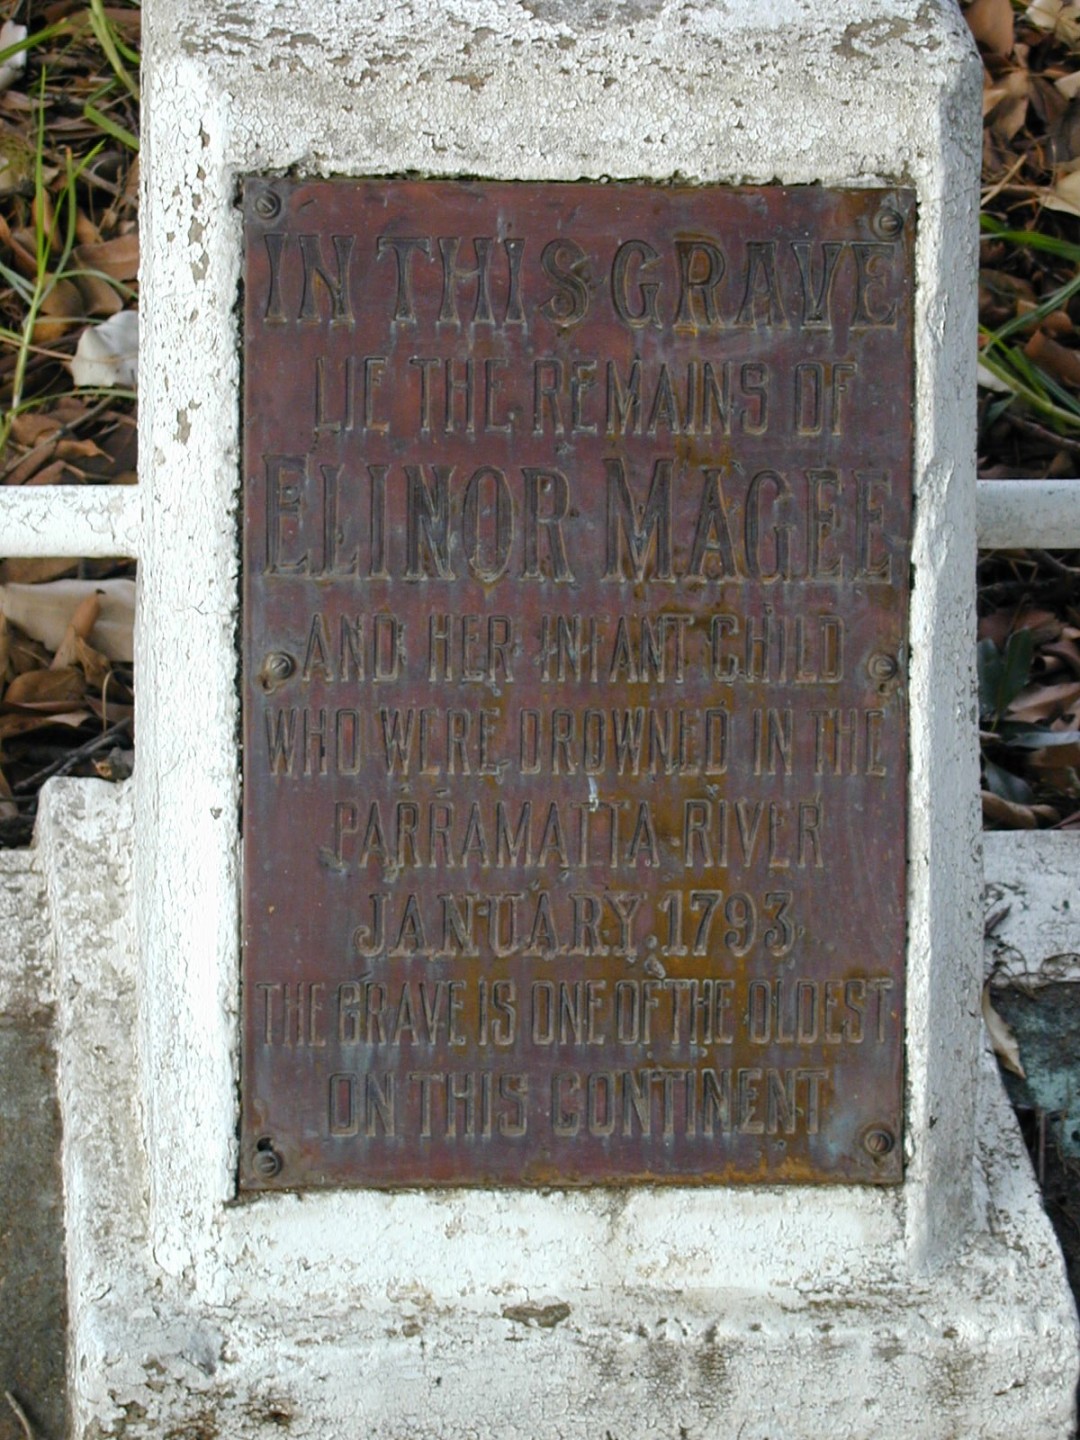 IN THIS GRAVE
LIE THE REMAINS OF
ELINOR MAGEE
AND HER INFANT CHILD
WHO WERE DROWNED IN THE
PARRAMATTA RIVER
JANUARY.1793.
THE GRAVE IS ONE OF THE OLDEST
ON THIS CONTINENT